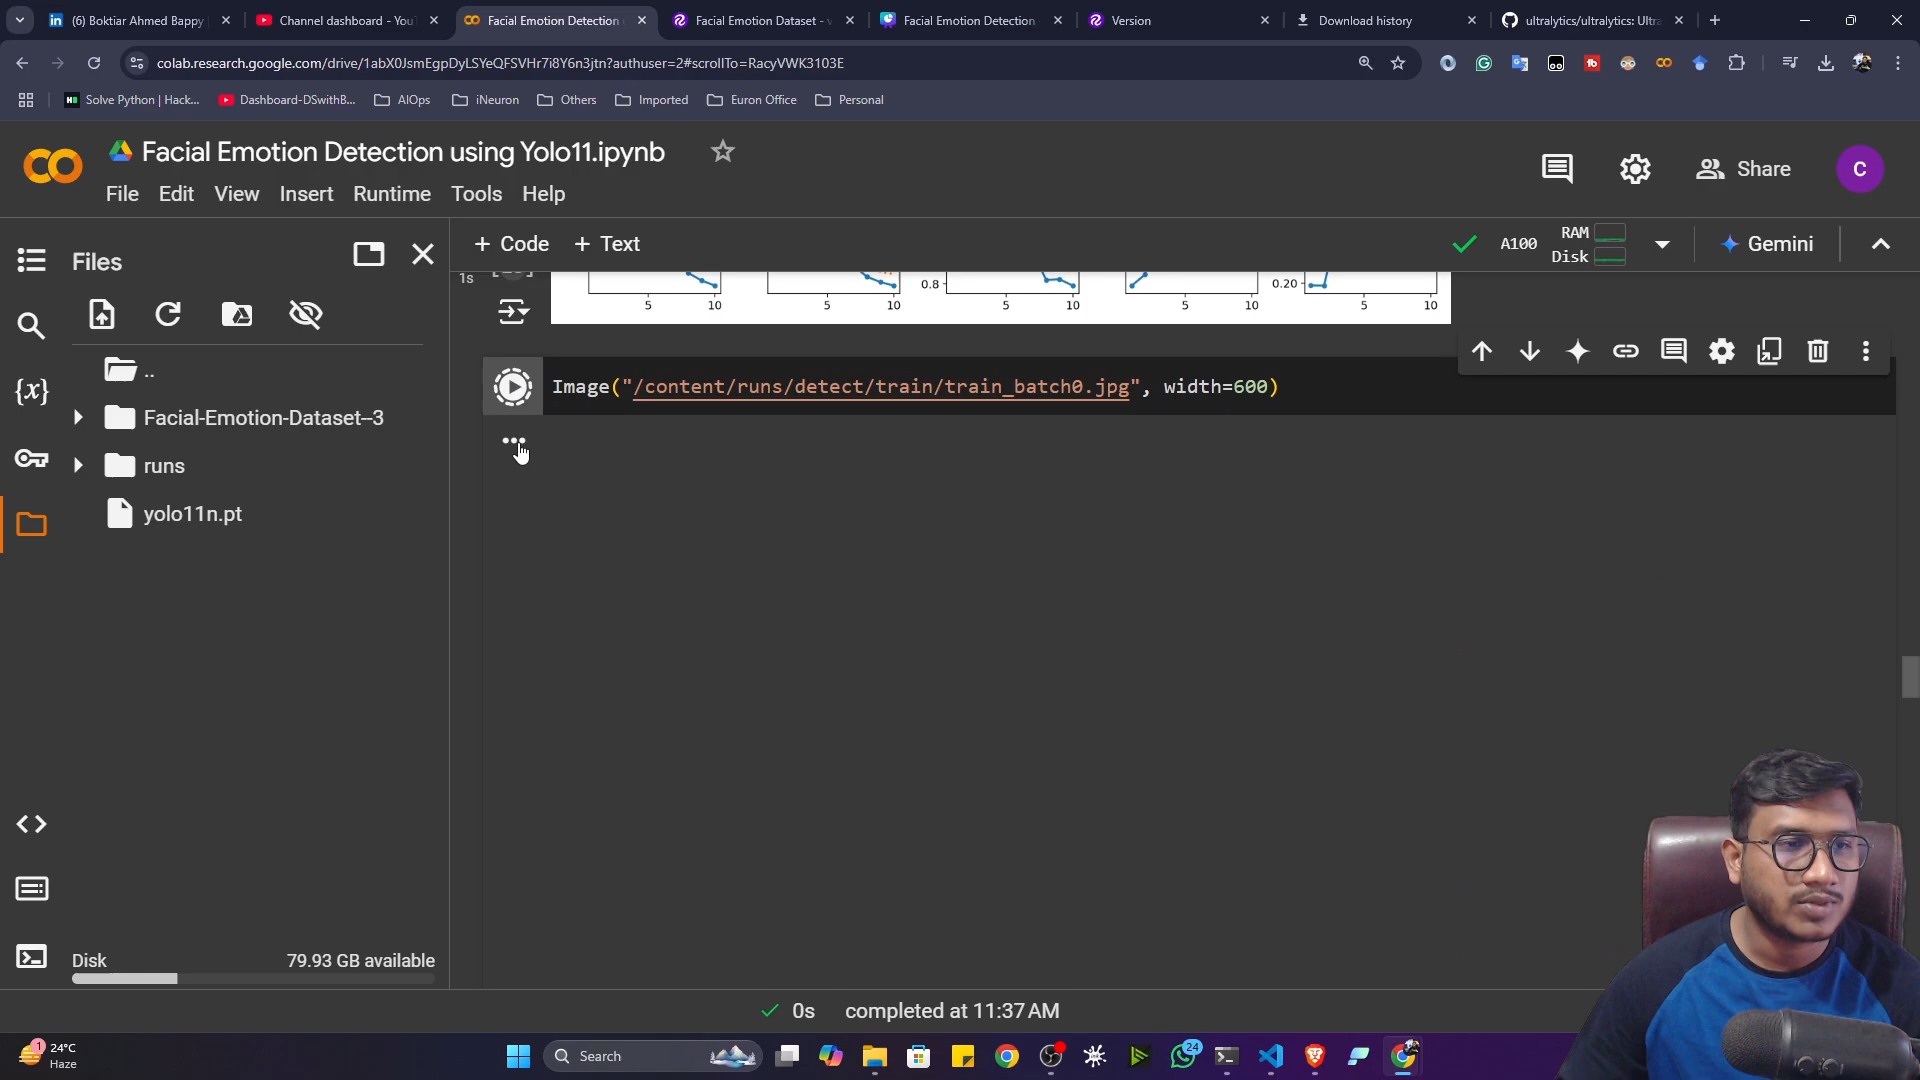 (6) Boktiar Ahmed Bappy
Channel dashboard - You
Facial Emotion Detection
Facial Emotion Dataset - v
Facial Emotion Detection
Version
Download history
ultralytics/ultralytics: Ultra
colab.research.google.com/drive/1abX0JsmEgpDyLSYeQFSVHr7i8Y6n3jtn?authuser=2#scrollTo=RacyVWK3103E
Solve Python | Hack...
Dashboard-DSwithB...
AIOps
iNeuron
Others
Imported
Euron Office
Personal
Facial Emotion Detection using Yolo11.ipynb
File Edit View Insert Runtime Tools Help
Share
C
Files
+ Code + Text
A100
RAM
Disk
Gemini
1s
5 10 5 10 0.8 5 10 5 10 0.20 5 10
..
Facial-Emotion-Dataset--3
runs
yolo11n.pt
Image("/content/runs/detect/train/train_batch0.jpg", width=600)
Disk 79.93 GB available
0s completed at 11:37 AM
1
24°C
Haze
Search
24